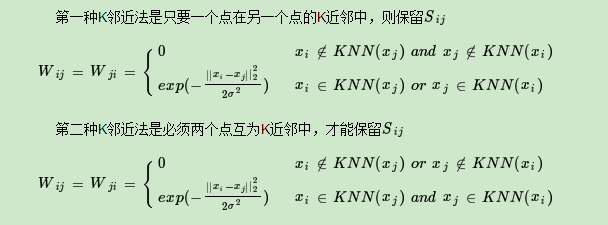 第一种K邻近法是只要一个点在另一个点的K近邻中，则保留S_{ij}
W_{ij} = W_{ji} = { 0    x_i ∉ KNN(x_j) and x_j ∉ KNN(x_i)
exp(-\frac{||x_i-x_j||_2^2}{2σ^2})    x_i ∈ KNN(x_j) or x_j ∈ KNN(x_i)
第二种K邻近法是必须两个点互为K近邻中，才能保留S_{ij}
W_{ij} = W_{ji} = { 0    x_i ∉ KNN(x_j) or x_j ∉ KNN(x_i)
exp(-\frac{||x_i-x_j||_2^2}{2σ^2})    x_i ∈ KNN(x_j) and x_j ∈ KNN(x_i)